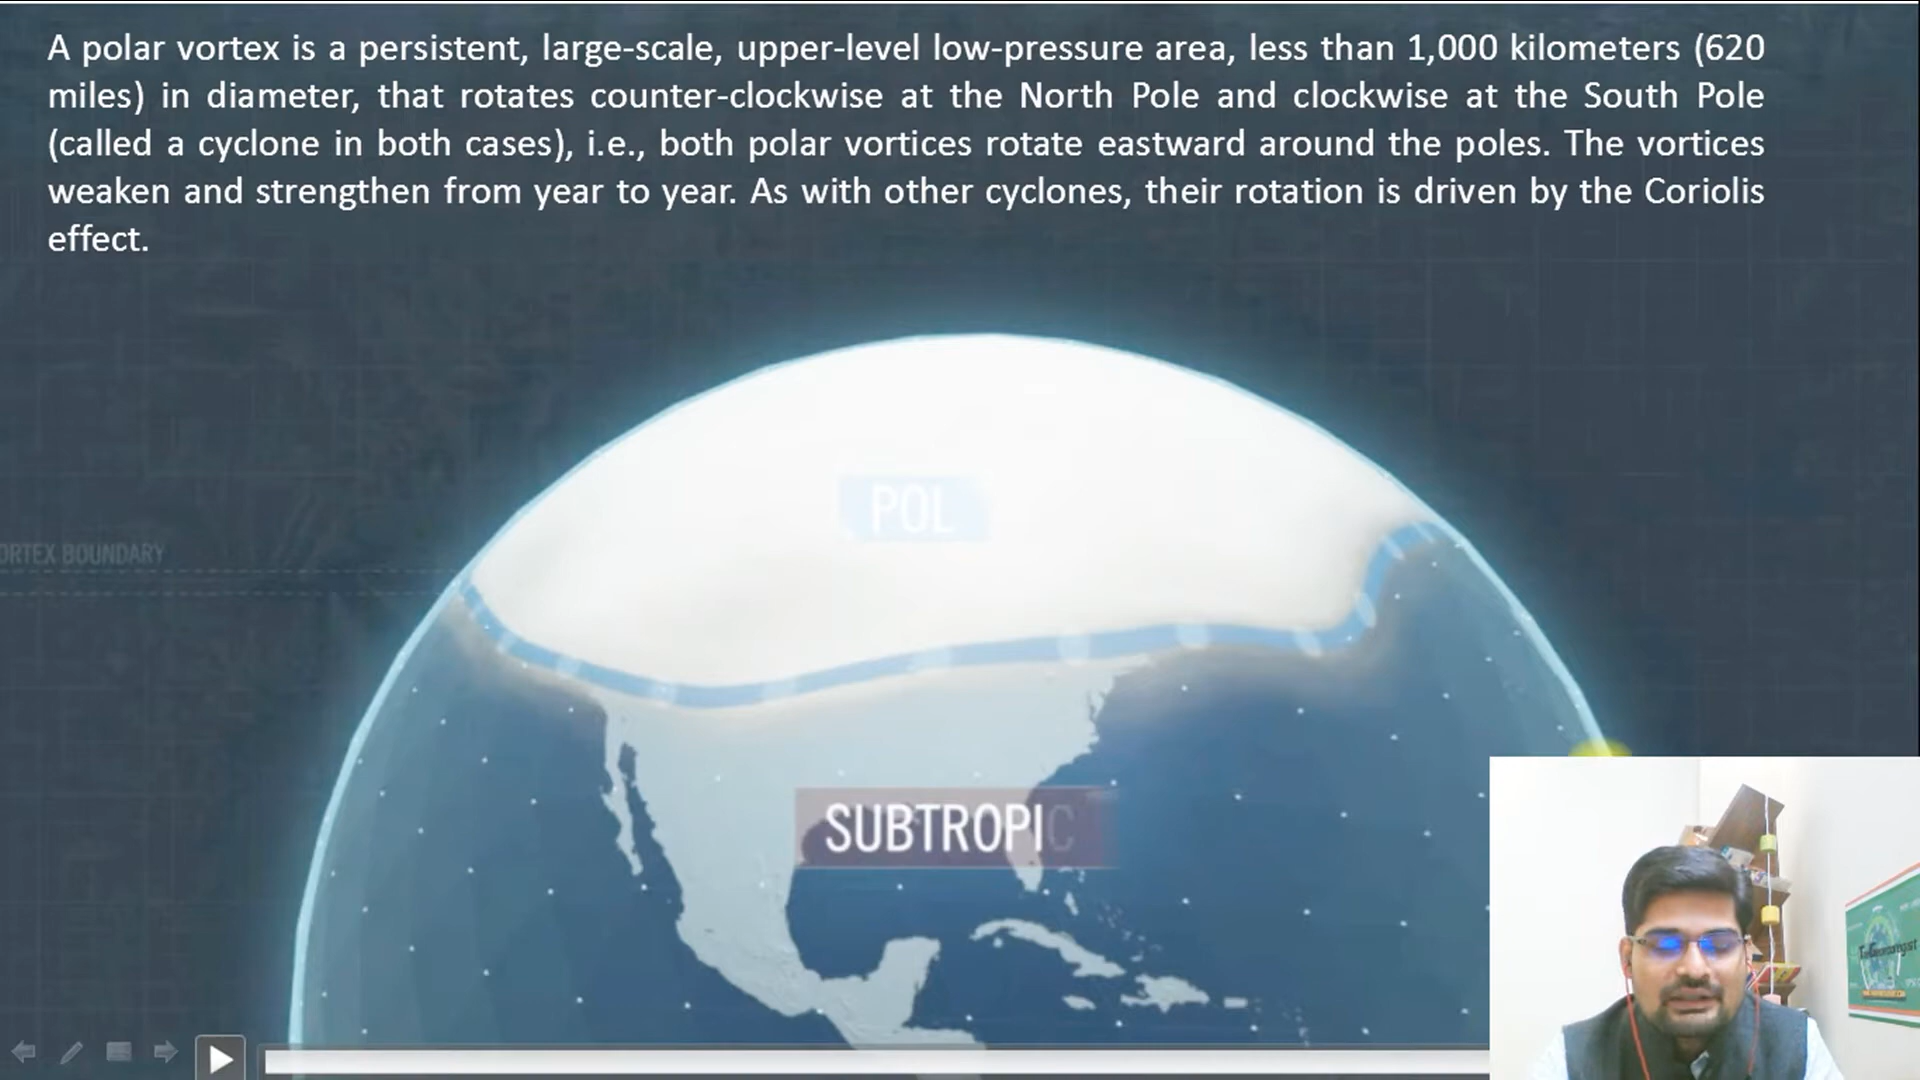 A polar vortex is a persistent, large-scale, upper-level low-pressure area, less than 1,000 kilometers (620
miles) in diameter, that rotates counter-clockwise at the North Pole and clockwise at the South Pole
(called a cyclone in both cases), i.e., both polar vortices rotate eastward around the poles. The vortices
weaken and strengthen from year to year. As with other cyclones, their rotation is driven by the Coriolis
effect.
POL
ORTEX BOUNDARY
SUBTROPIC